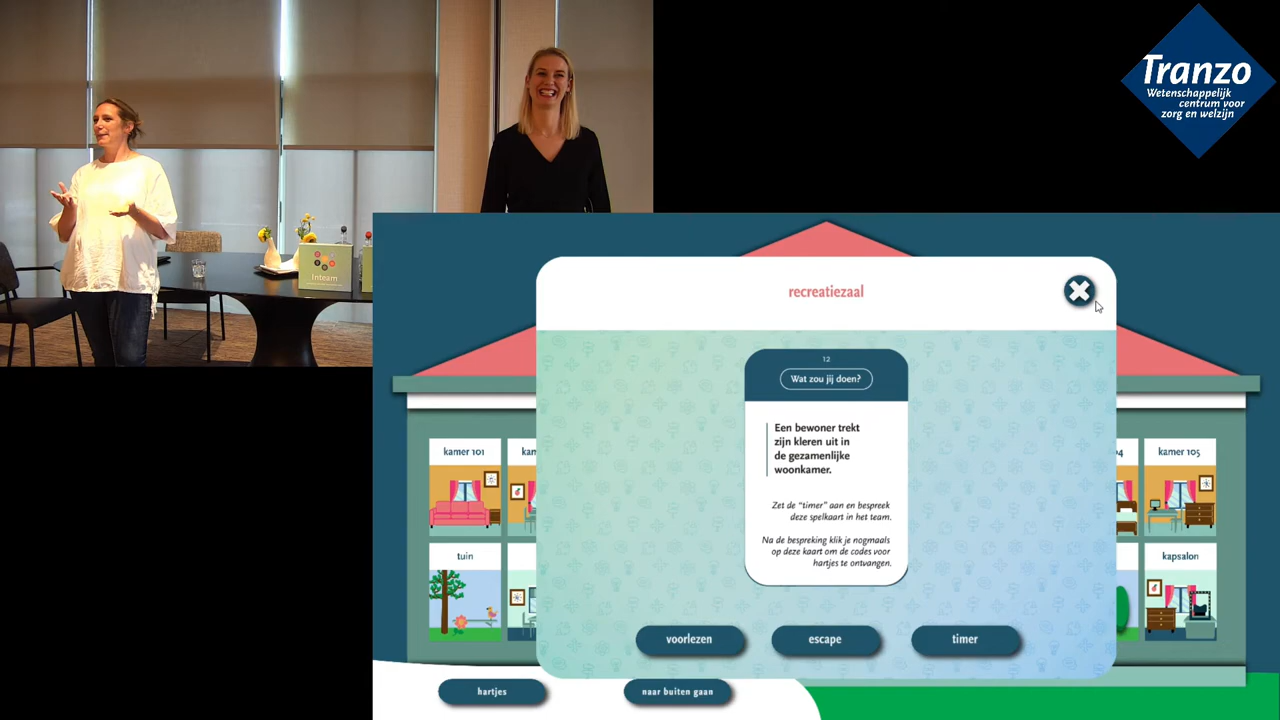 Tranzo
Wetenschappelijk
centrum voor
zorg en welzijn
Inteam
recreatiezaal
12
Wat zou jij doen?
Een bewoner trekt
zijn kleren uit in
de gezamenlijke
woonkamer.
Zet de “timer” aan en bespreek
deze spelkaart in het team.
Na de bespreking klik je nogmaals
op deze kaart om de codes voor
hartjes te ontvangen.
kamer 101
kam
04
kamer 105
tuin
kapsalon
voorlezen
escape
timer
hartjes
naar buiten gaan